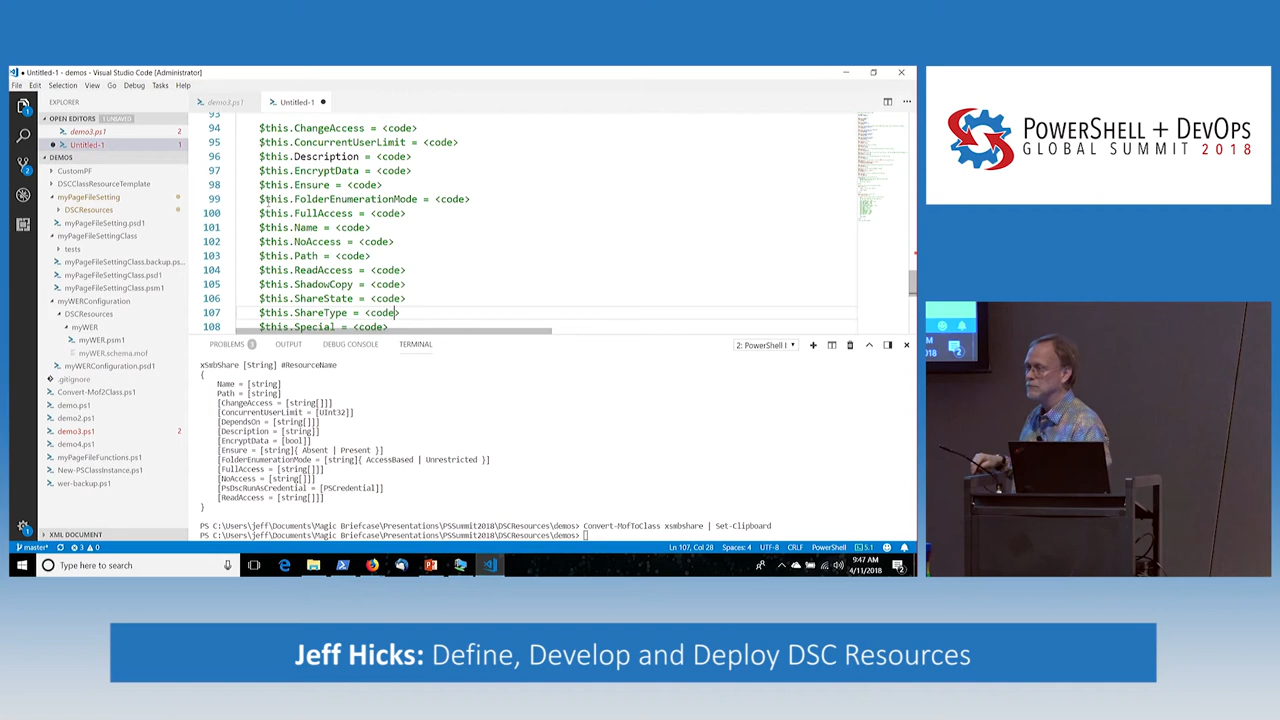 Untitled-1 - demos - Visual Studio Code [Administrator]
File Edit Selection View Go Debug Tasks Help
EXPLORER
OPEN EDITORS 1 UNSAVED
demo3.ps1 2
Untitled-1
DEMOS
CustomPF
DSCClassResourceTemplate
myPageFileSetting
DSCResources
myPageFileSetting.psd1
myPageFileSettingClass
tests
myPageFileSettingClass.backup.ps...
myPageFileSettingClass.psd1
myPageFileSettingClass.psm1
myWERConfiguration
DSCResources
myWER
myWER.psm1
myWER.schema.mof
myWERConfiguration.psd1
.gitignore
Convert-Mof2Class.ps1
demo.ps1
demo2.ps1
demo3.ps1 2
demo4.ps1
myPageFileFunctions.ps1
New-PSClassInstance.ps1
wer-backup.ps1
XML DOCUMENT
demo3.ps1 Untitled-1
93
94 $this.ChangeAccess = <code>
95 $this.ConcurrentUserLimit = <code>
96 $this.Description = <code>
97 $this.EncryptData = <code>
98 $this.Ensure = <code>
99 $this.FolderEnumerationMode = <code>
100 $this.FullAccess = <code>
101 $this.Name = <code>
102 $this.NoAccess = <code>
103 $this.Path = <code>
104 $this.ReadAccess = <code>
105 $this.ShadowCopy = <code>
106 $this.ShareState = <code>
107 $this.ShareType = <code>
108 $this.Special = <code>
PROBLEMS 3 OUTPUT DEBUG CONSOLE TERMINAL 2: PowerShell I
xSmbShare [String] #ResourceName
{
Name = [string]
Path = [string]
[ChangeAccess = [string[]]]
[ConcurrentUserLimit = [UInt32]]
[DependsOn = [string[]]]
[Description = [string]]
[EncryptData = [bool]]
[Ensure = [string]{ Absent | Present }]
[FolderEnumerationMode = [string]{ AccessBased | Unrestricted }]
[FullAccess = [string[]]]
[NoAccess = [string[]]]
[PsDscRunAsCredential = [PSCredential]]
[ReadAccess = [string[]]]
}
PS C:\Users\jeff\Documents\Magic Briefcase\Presentations\PSSummit2018\DSCResources\demos> Convert-MofToClass xsmbshare | Set-Clipboard
PS C:\Users\jeff\Documents\Magic Briefcase\Presentations\PSSummit2018\DSCResources\demos>
master* 3 0 Ln 107, Col 28 Spaces: 4 UTF-8 CRLF PowerShell 5.1
Type here to search
9:47 AM
4/11/2018
POWERSHELL + DEVOPS
GLOBAL SUMMIT 2018
Jeff Hicks: Define, Develop and Deploy DSC Resources